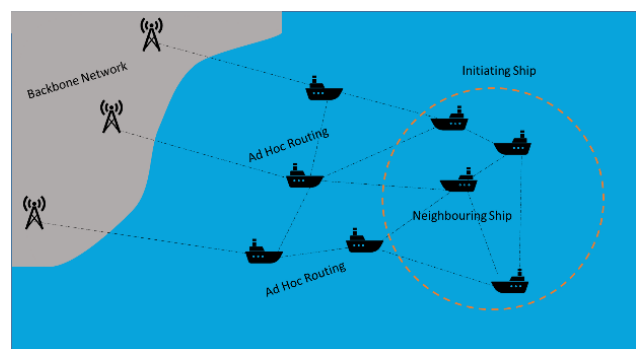 Initiating Ship
Backbone Network
Ad Hoc Routing
Neighbouring Ship
Ad Hoc Routing